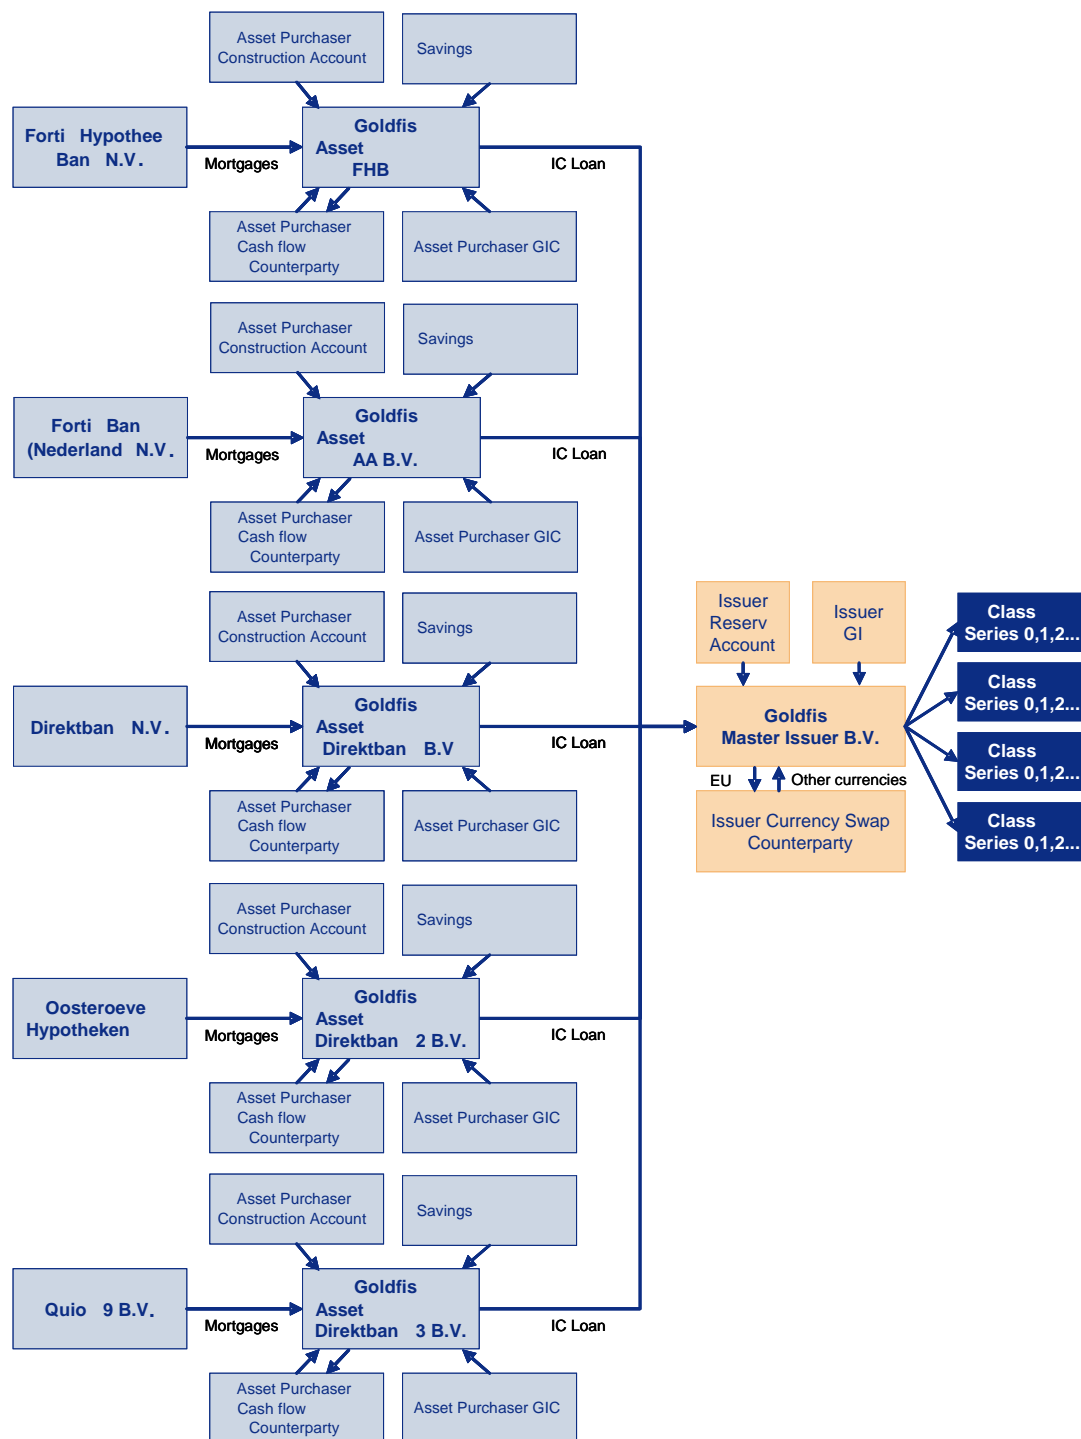 Asset Purchaser
Construction Account
Savings
Forti Hypothee
Ban N.V.
Mortgages
Goldfis
Asset
FHB
IC Loan
Asset Purchaser
Cash flow
Counterparty
Asset Purchaser GIC
Asset Purchaser
Construction Account
Savings
Forti Ban
(Nederland N.V.
Mortgages
Goldfis
Asset
AA B.V.
IC Loan
Asset Purchaser
Cash flow
Counterparty
Asset Purchaser GIC
Asset Purchaser
Construction Account
Savings
Direktban N.V.
Mortgages
Goldfis
Asset
Direktban B.V
IC Loan
Asset Purchaser
Cash flow
Counterparty
Asset Purchaser GIC
Issuer
Reserv
Account
Issuer
GI
Goldfis
Master Issuer B.V.
EU
Other currencies
Issuer Currency Swap
Counterparty
Class
Series 0,1,2...
Class
Series 0,1,2...
Class
Series 0,1,2...
Class
Series 0,1,2...
Asset Purchaser
Construction Account
Savings
Oosteroeve
Hypotheken
Mortgages
Goldfis
Asset
Direktban 2 B.V.
IC Loan
Asset Purchaser
Cash flow
Counterparty
Asset Purchaser GIC
Asset Purchaser
Construction Account
Savings
Quio 9 B.V.
Mortgages
Goldfis
Asset
Direktban 3 B.V.
IC Loan
Asset Purchaser
Cash flow
Counterparty
Asset Purchaser GIC